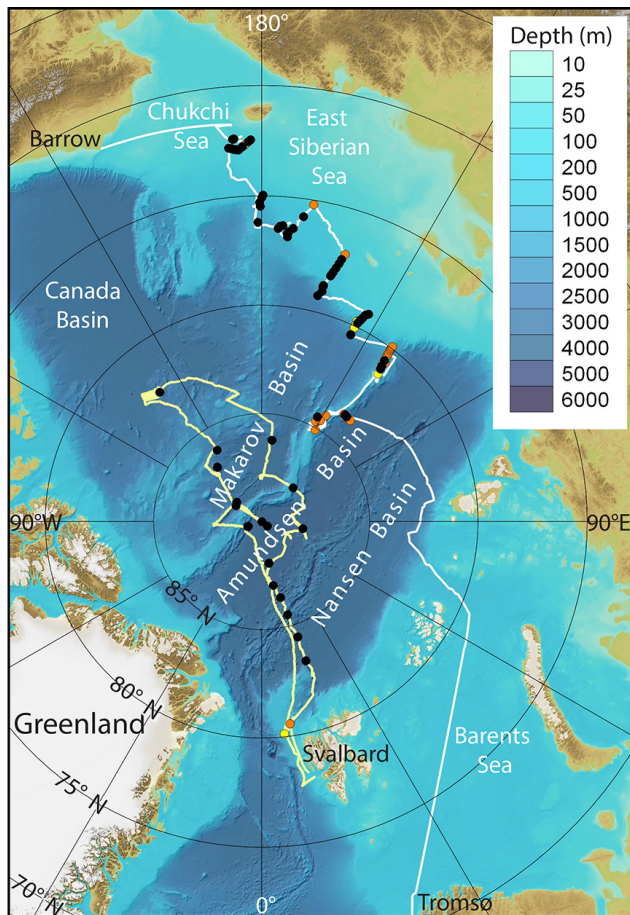 180°
Depth (m)
10
25
50
100
200
500
1000
1500
2000
2500
3000
4000
5000
6000
Chukchi
Sea
Barrow
East
Siberian
Sea
Canada
Basin
Makarov Basin
Amundsen Basin
Nansen Basin
90°W
90°E
85° N
80° N
75° N
70° N
Greenland
Svalbard
Barents
Sea
0°
Tromsø